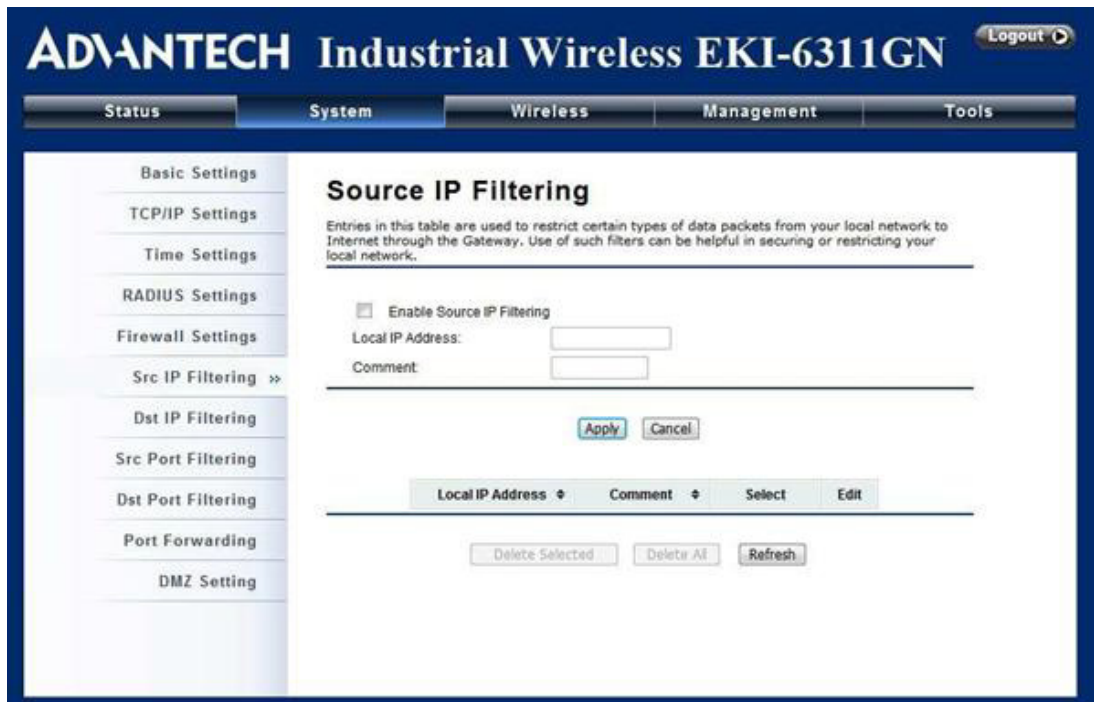 ADVANTECH Industrial Wireless EKI-6311GN
Logout
Status System Wireless Management Tools
Basic Settings
TCP/IP Settings
Time Settings
RADIUS Settings
Firewall Settings
Src IP Filtering »
Dst IP Filtering
Src Port Filtering
Dst Port Filtering
Port Forwarding
DMZ Setting
Source IP Filtering
Entries in this table are used to restrict certain types of data packets from your local network to
Internet through the Gateway. Use of such filters can be helpful in securing or restricting your
local network.
Enable Source IP Filtering
Local IP Address:
Comment:
Apply Cancel
Local IP Address Comment Select Edit
Delete Selected Delete All Refresh